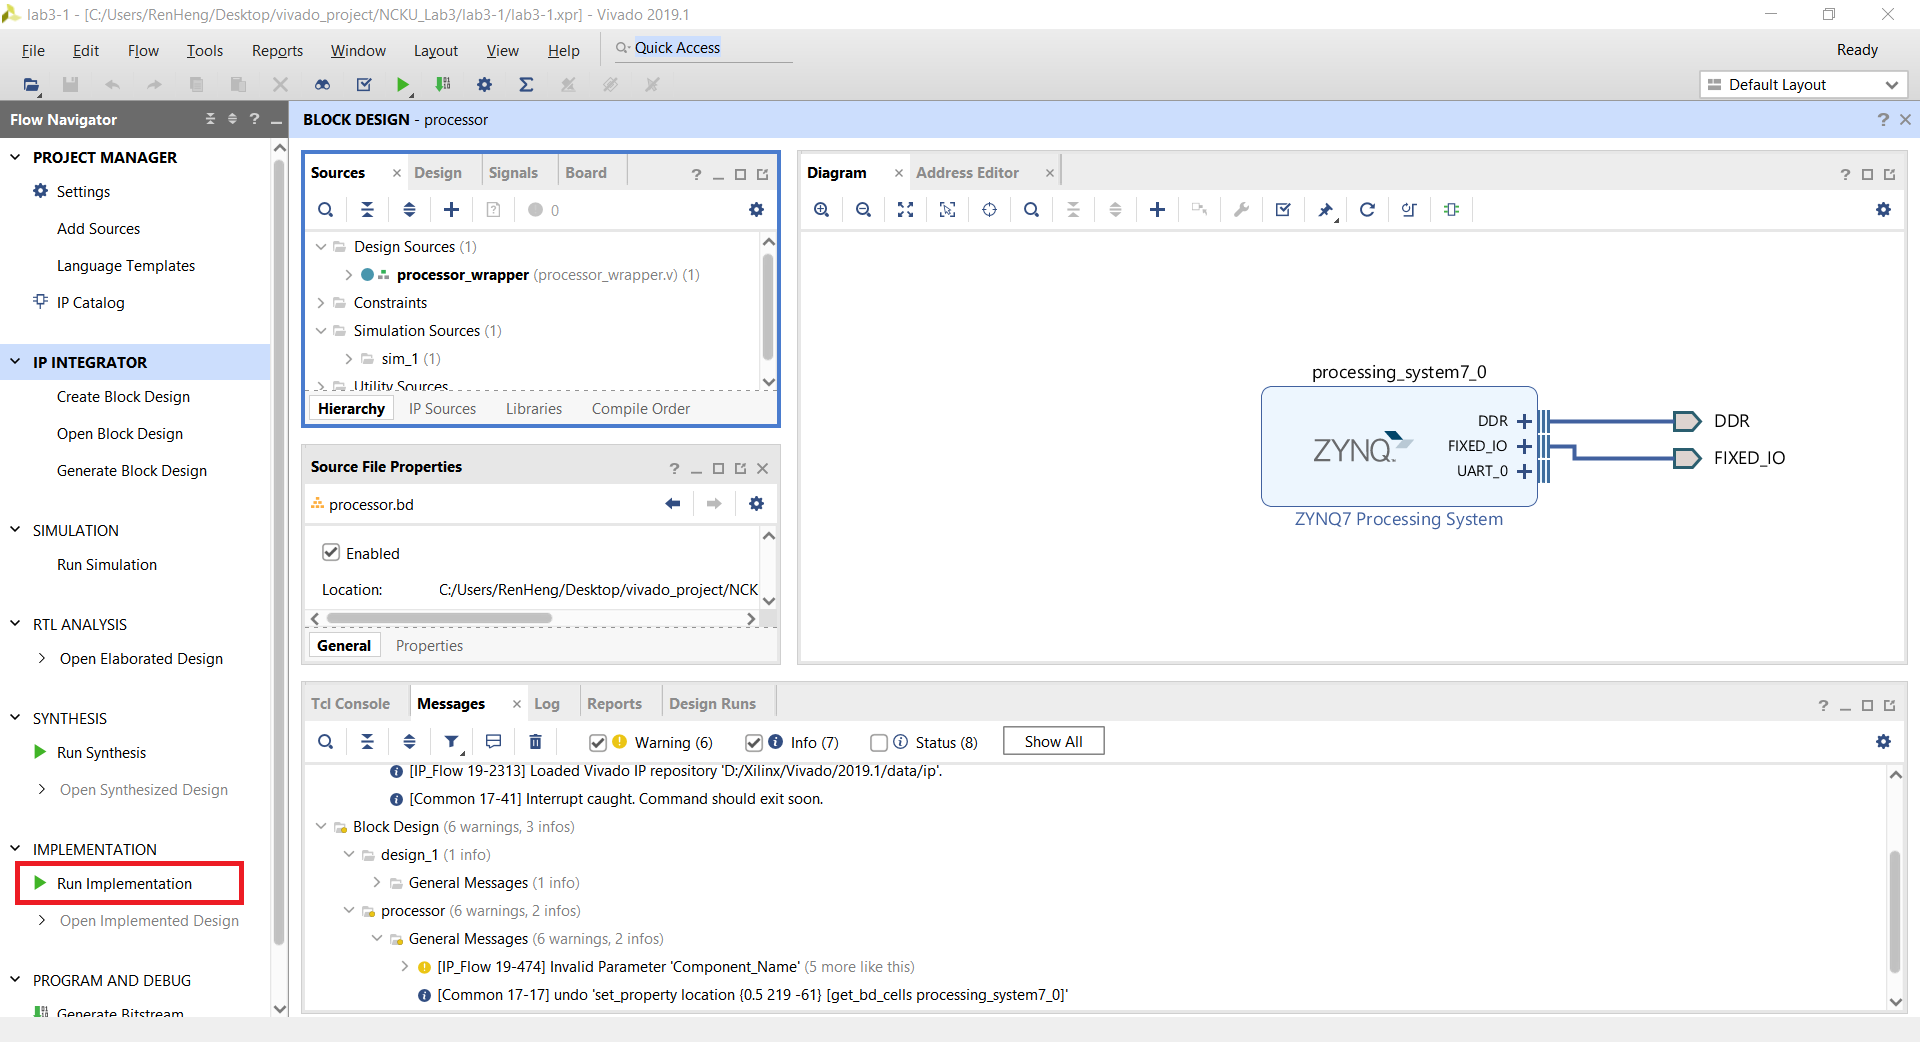 lab3-1 - [C:/Users/RenHeng/Desktop/vivado_project/NCKU_Lab3/lab3-1/lab3-1.xpr] - Vivado 2019.1
File Edit Flow Tools Reports Window Layout View Help Quick Access Ready
Default Layout
Flow Navigator
PROJECT MANAGER
Settings
Add Sources
Language Templates
IP Catalog
IP INTEGRATOR
Create Block Design
Open Block Design
Generate Block Design
SIMULATION
Run Simulation
RTL ANALYSIS
Open Elaborated Design
SYNTHESIS
Run Synthesis
Open Synthesized Design
IMPLEMENTATION
Run Implementation
Open Implemented Design
PROGRAM AND DEBUG
Generate Bitstream
BLOCK DESIGN - processor
Sources Design Signals Board
0
Design Sources (1)
processor_wrapper (processor_wrapper.v) (1)
Constraints
Simulation Sources (1)
sim_1 (1)
Utility Sources
Hierarchy IP Sources Libraries Compile Order
Source File Properties
processor.bd
Enabled
Location: C:/Users/RenHeng/Desktop/vivado_project/NCK
General Properties
Diagram Address Editor
processing_system7_0
DDR
FIXED_IO
UART_0
ZYNQ
ZYNQ7 Processing System
DDR
FIXED_IO
Tcl Console Messages Log Reports Design Runs
Warning (6) Info (7) Status (8) Show All
[IP_Flow 19-2313] Loaded Vivado IP repository 'D:/Xilinx/Vivado/2019.1/data/ip'.
[Common 17-41] Interrupt caught. Command should exit soon.
Block Design (6 warnings, 3 infos)
design_1 (1 info)
General Messages (1 info)
processor (6 warnings, 2 infos)
General Messages (6 warnings, 2 infos)
[IP_Flow 19-474] Invalid Parameter 'Component_Name' (5 more like this)
[Common 17-17] undo 'set_property location {0.5 219 -61} [get_bd_cells processing_system7_0]'